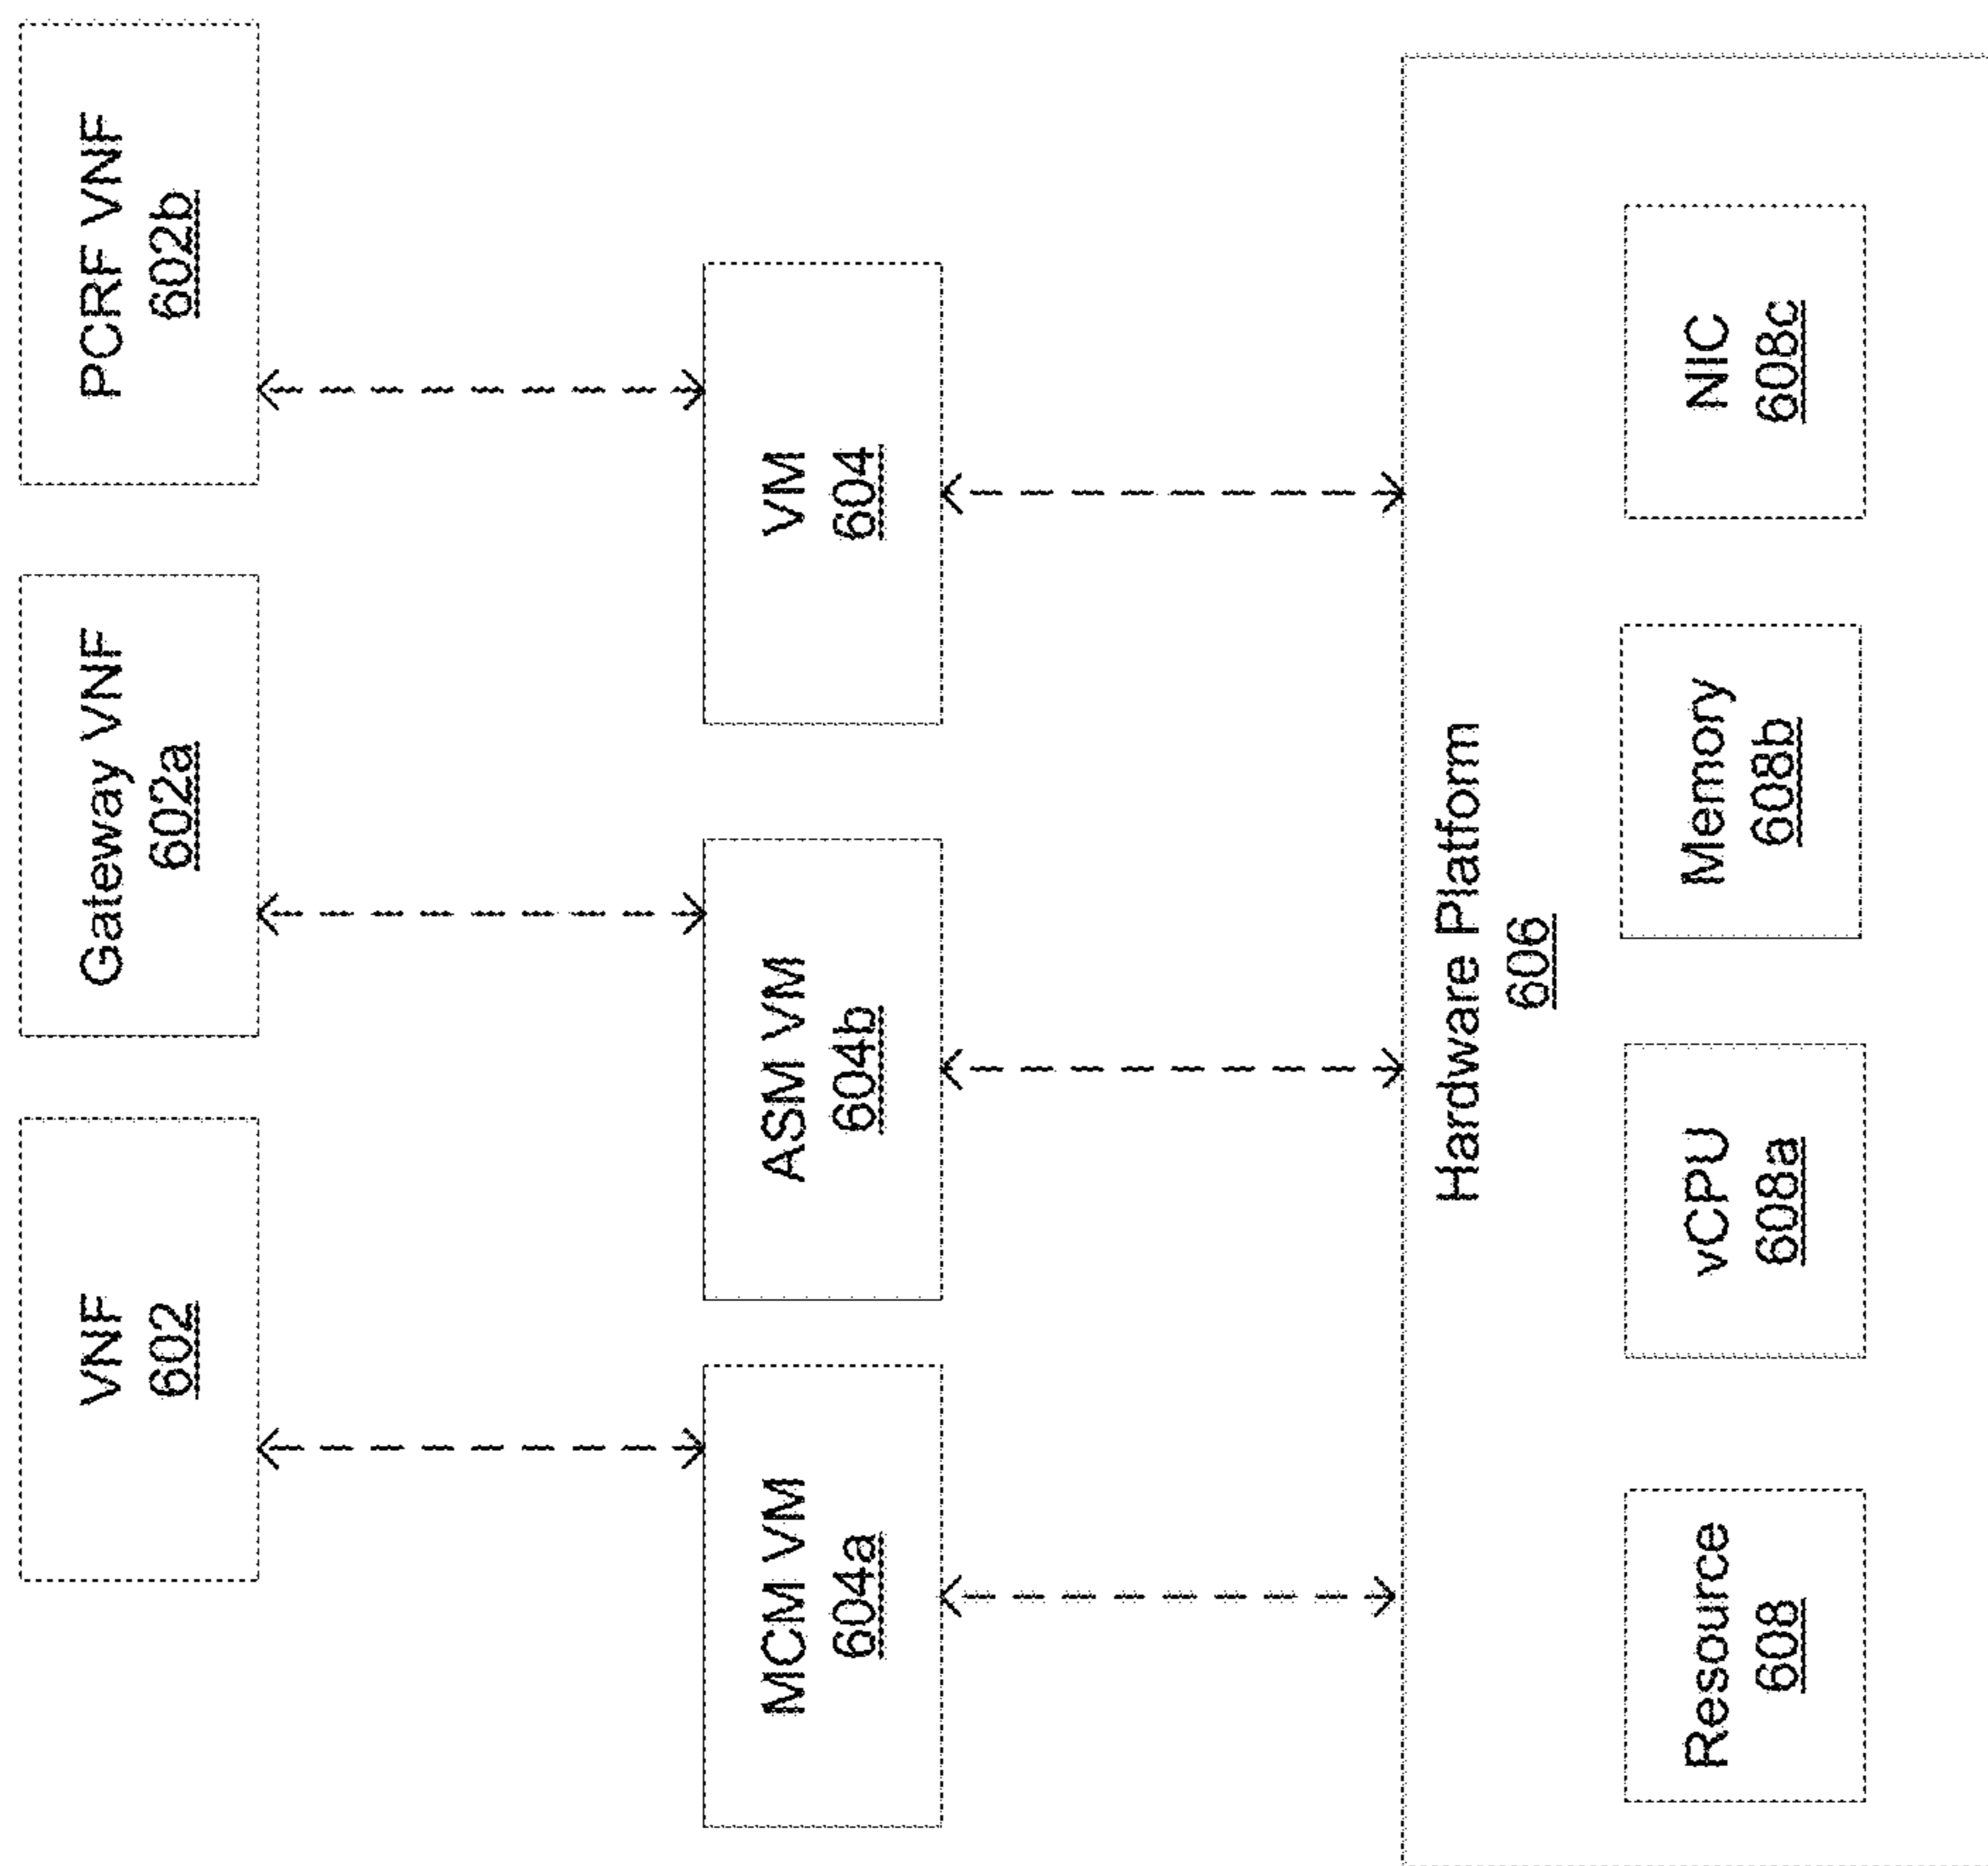 VNF
602
Gateway VNF
602a
PCRF VNF
602b
MCM VM
604a
ASM VM
604b
VM
604
Hardware Platform
606
Resource
608
vCPU
608a
Memory
608b
NIC
608c